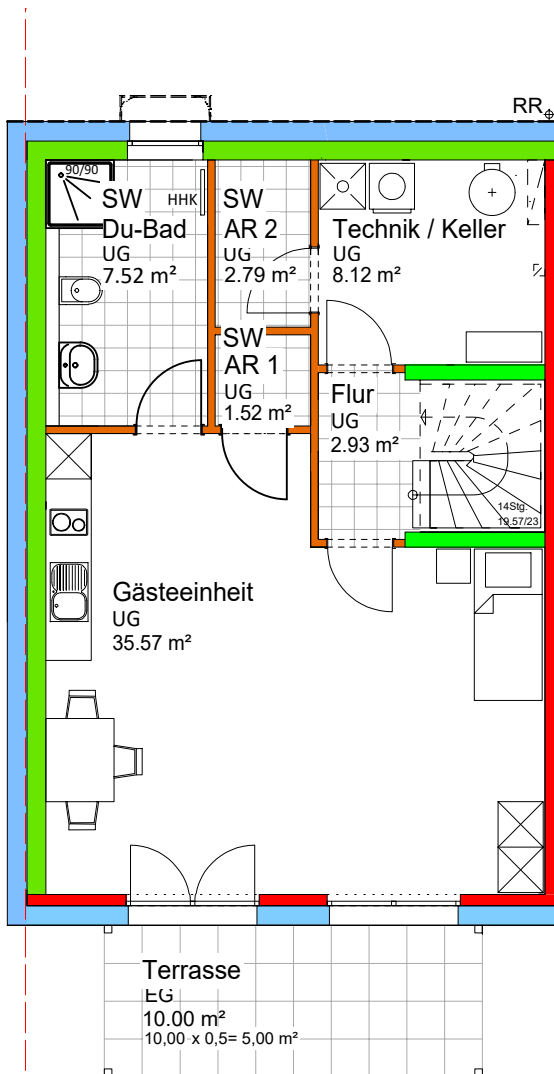 RR
90/90
SW
Du-Bad
UG
7.52 m²
HHK
SW
AR 2
UG
2.79 m²
Technik / Keller
UG
8.12 m²
SW
AR 1
UG
1.52 m²
Flur
UG
2.93 m²
14Stg.
19.57/23
Gästeeinheit
UG
35.57 m²
Terrasse
EG
10.00 m²
10,00 x 0,5= 5,00 m²